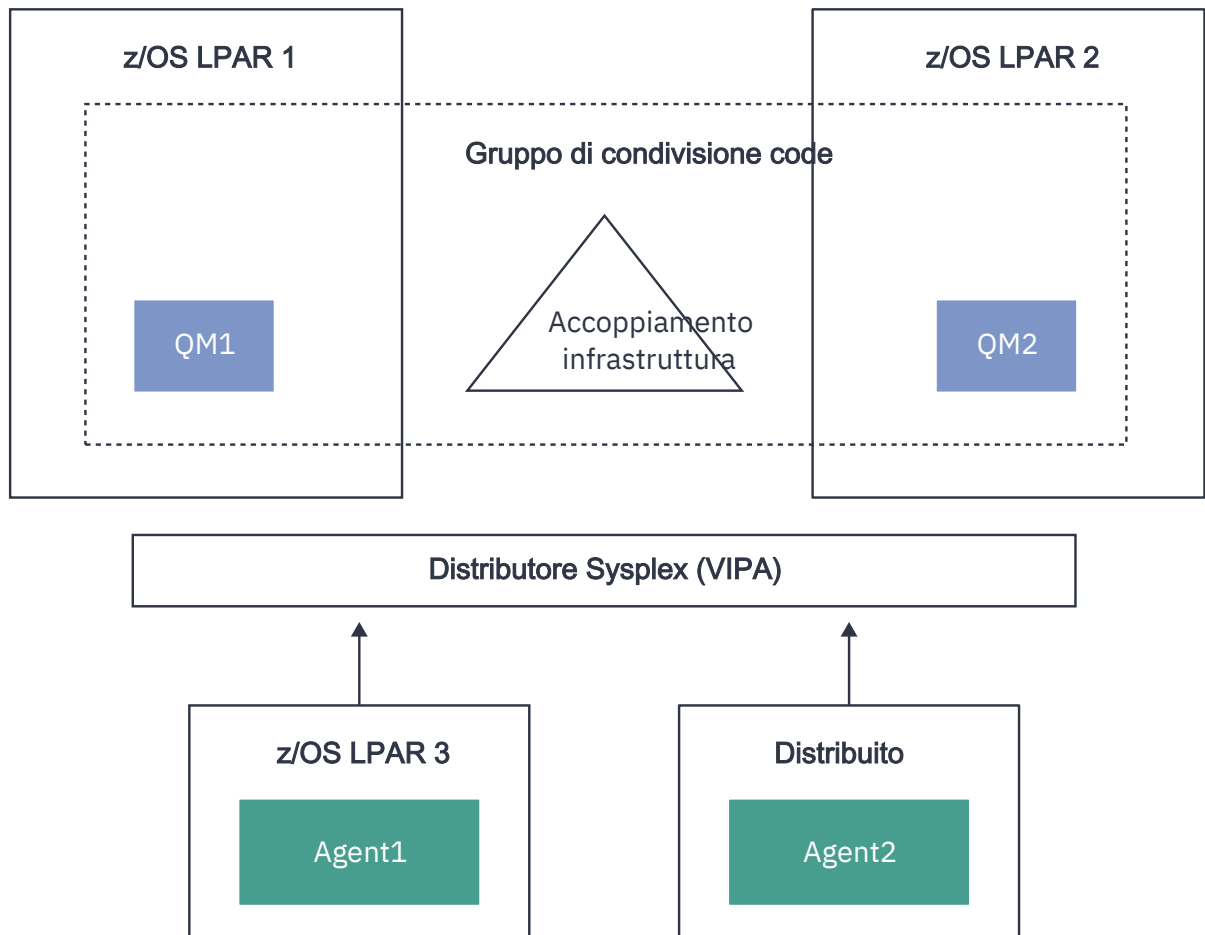 z/OS LPAR 1
z/OS LPAR 2
Gruppo di condivisione code
Accoppiamento
infrastruttura
QM1
QM2
Distributore Sysplex (VIPA)
z/OS LPAR 3
Distribuito
Agent1
Agent2